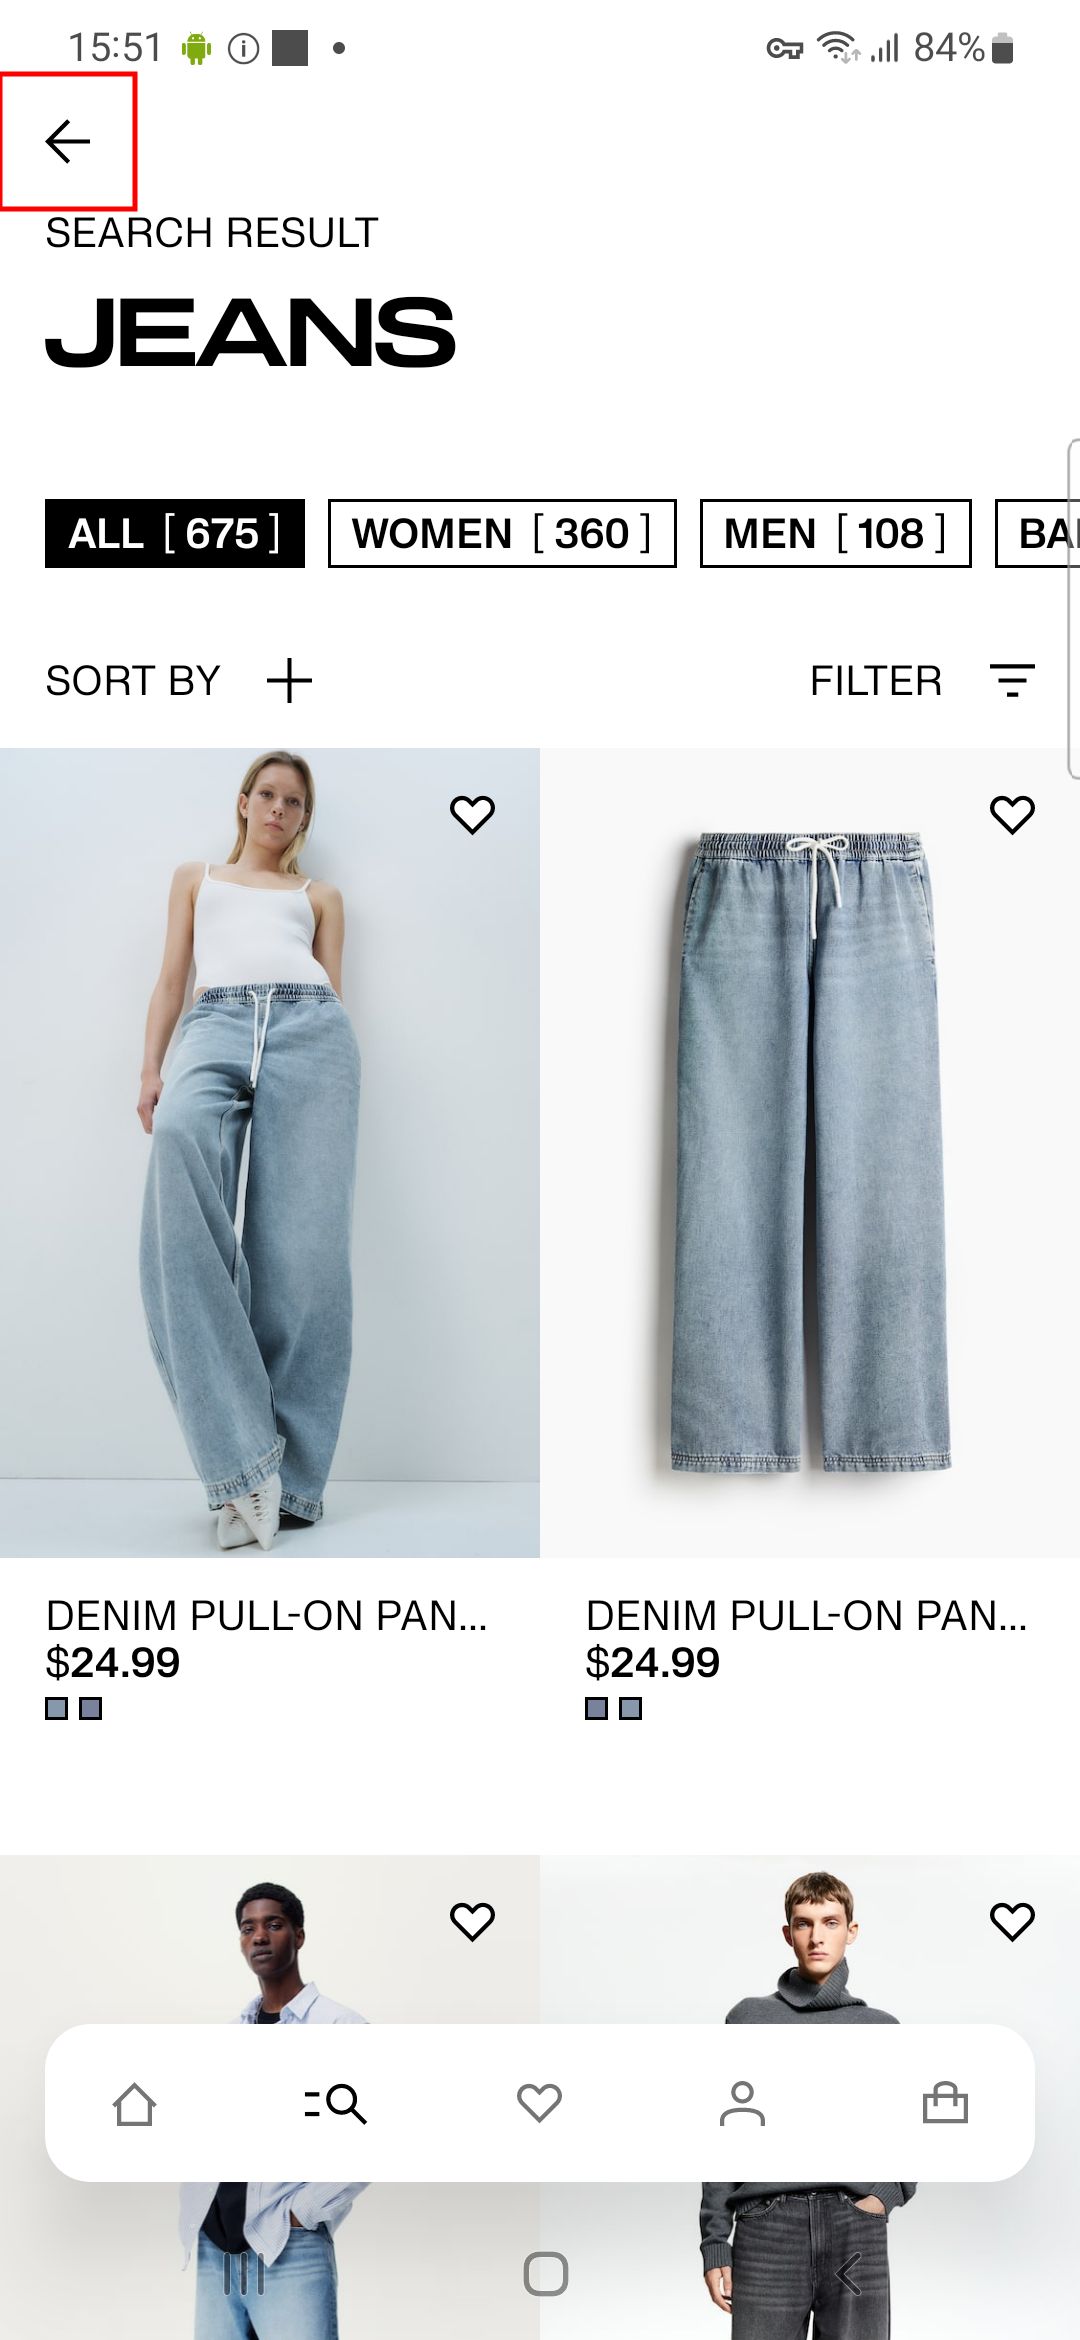 15:51 84%
SEARCH RESULT
JEANS
ALL [ 675 ] WOMEN [ 360 ] MEN [ 108 ] BA
SORT BY FILTER
DENIM PULL-ON PAN... DENIM PULL-ON PAN...
$24.99 $24.99